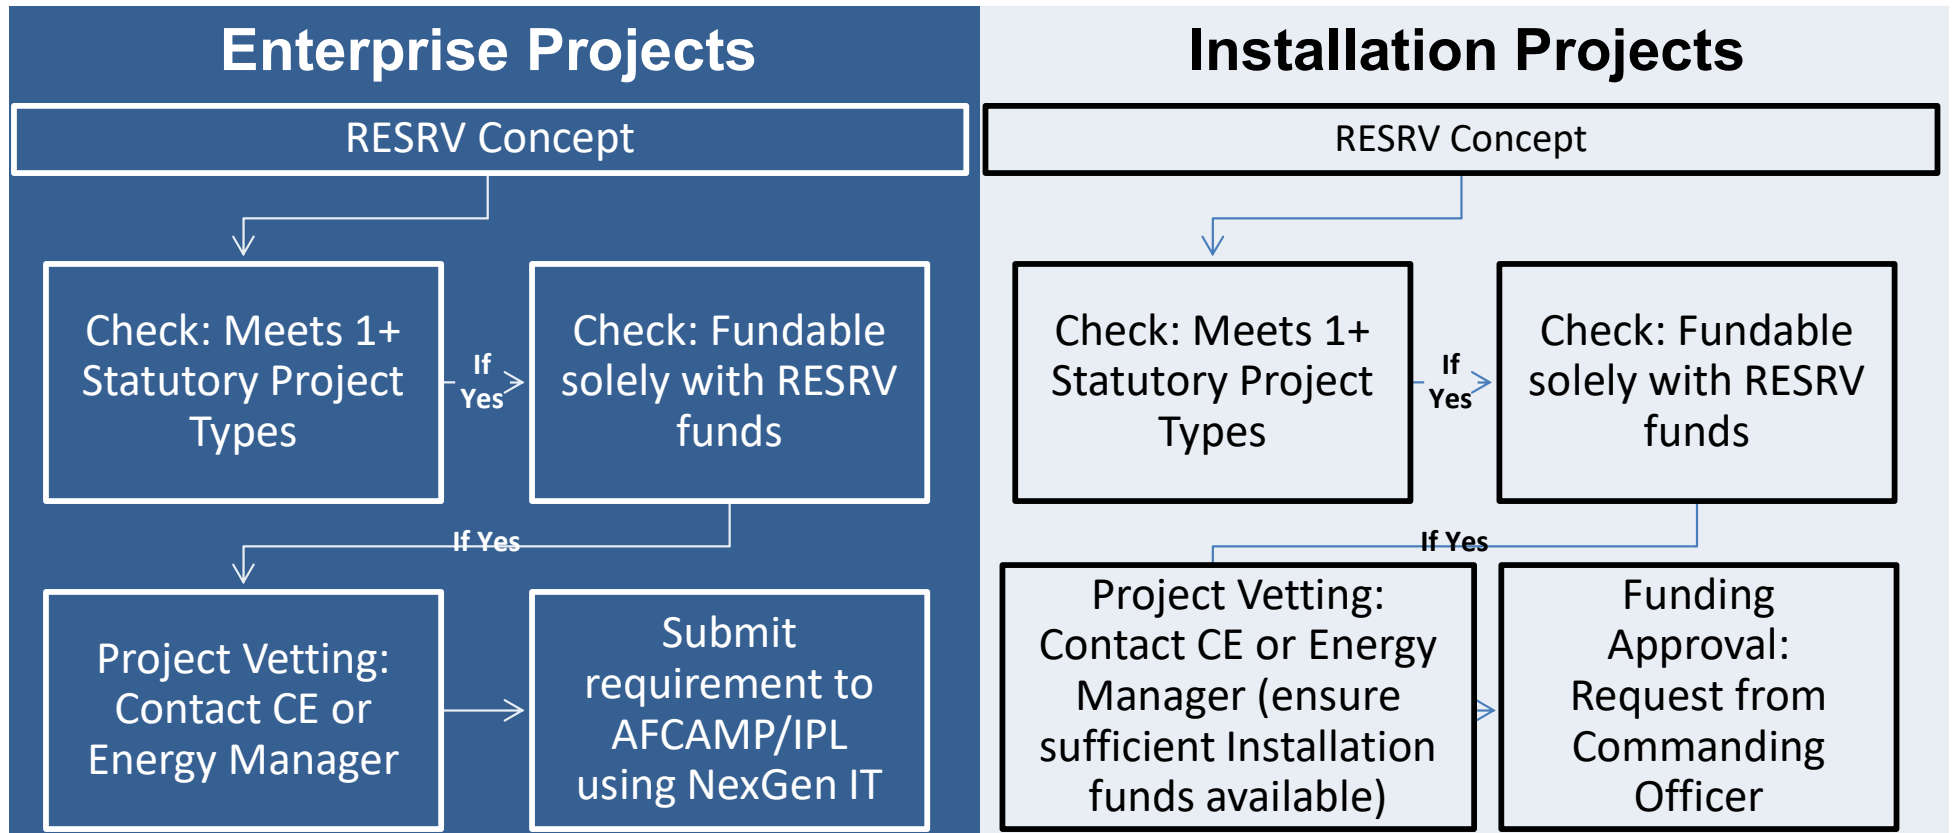 Enterprise Projects
RESRV Concept
Check: Meets 1+
Statutory Project
Types
If
Yes
Check: Fundable
solely with RESRV
funds
If Yes
Project Vetting:
Contact CE or
Energy Manager
Submit
requirement to
AFCAMP/IPL
using NexGen IT
Installation Projects
RESRV Concept
Check: Meets 1+
Statutory Project
Types
If
Yes
Check: Fundable
solely with RESRV
funds
If Yes
Project Vetting:
Contact CE or Energy
Manager (ensure
sufficient Installation
funds available)
Funding
Approval:
Request from
Commanding
Officer